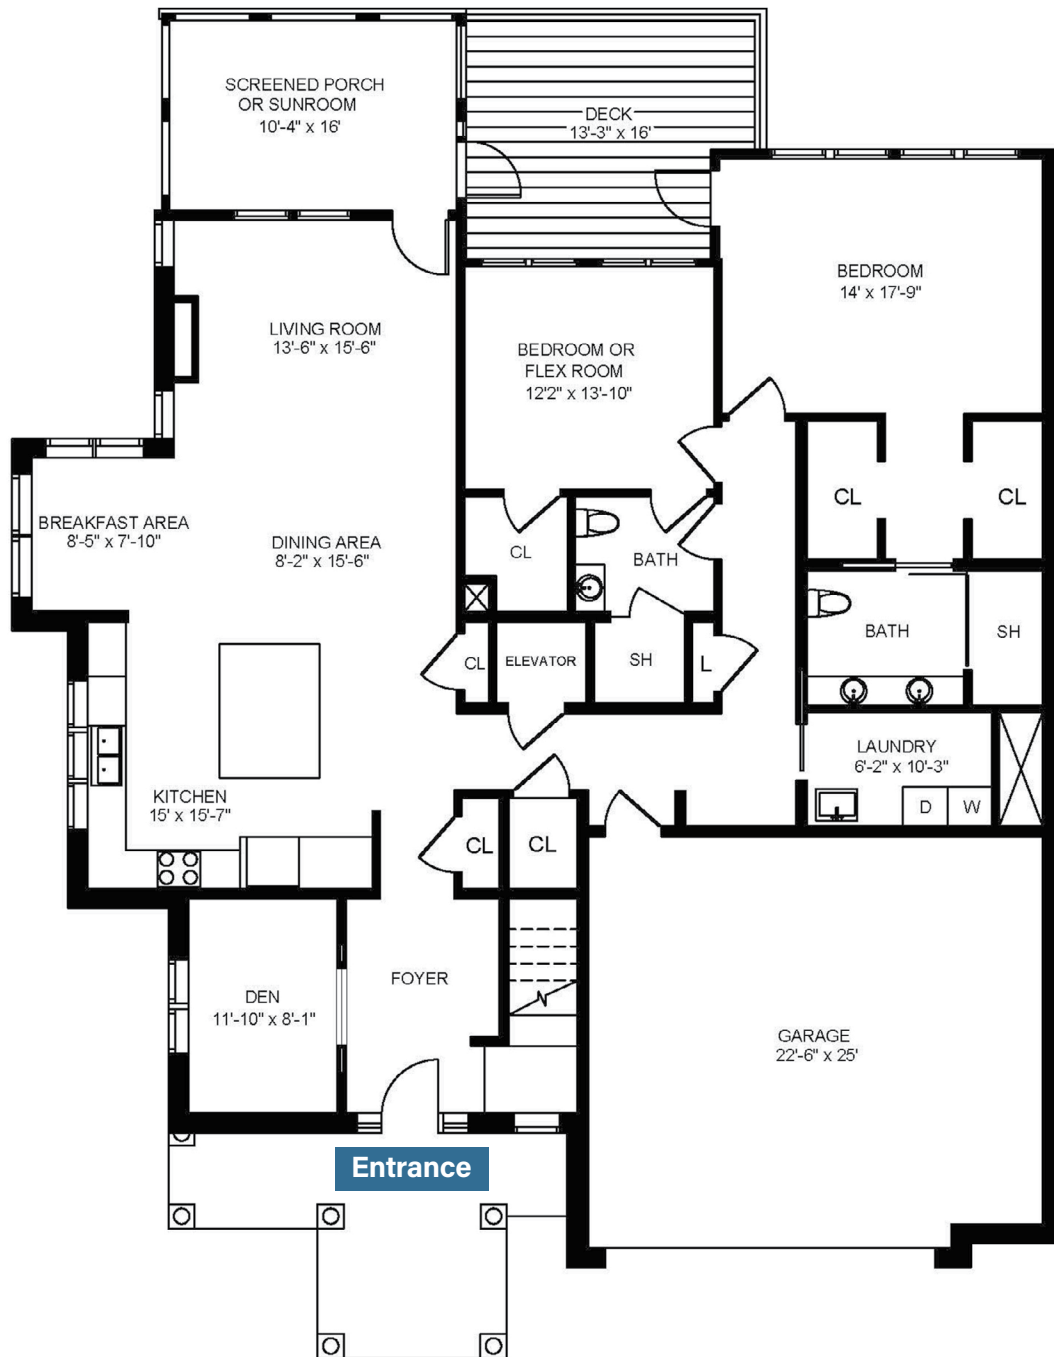 SCREENED PORCH
OR SUNROOM
10'-4" x 16'
DECK
13'-3" x 16'
BEDROOM
14' x 17'-9"
LIVING ROOM
13'-6" x 15'-6"
BEDROOM OR
FLEX ROOM
12'2" x 13'-10"
CL
CL
BREAKFAST AREA
8'-5" x 7'-10"
DINING AREA
8'-2" x 15'-6"
CL
BATH
BATH
SH
CL
ELEVATOR
SH
L
LAUNDRY
6'-2" x 10'-3"
D
W
KITCHEN
15' x 15'-7"
CL
CL
DEN
11'-10" x 8'-1"
FOYER
GARAGE
22'-6" x 25'
Entrance